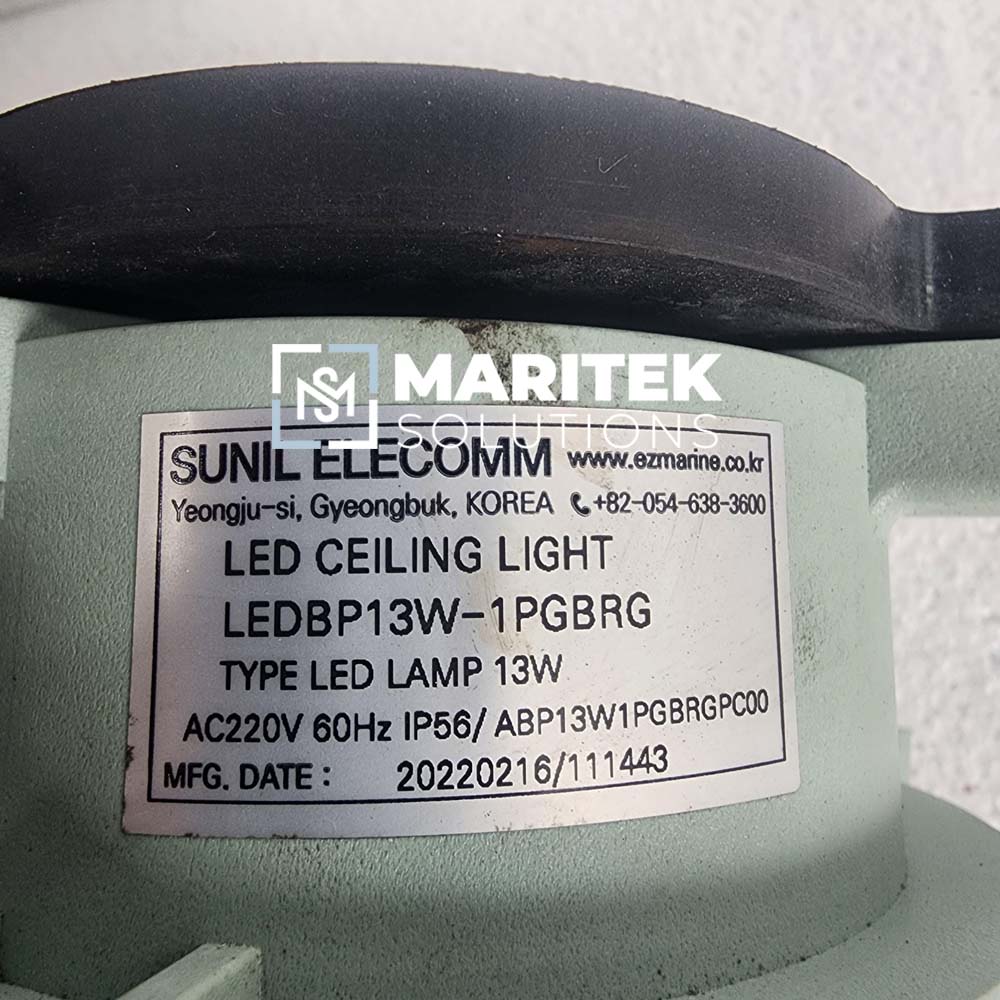 SM MARITEK
SOLUTIONS
SUNIL ELECOMM www.ezmarine.co.kr
Yeongju-si, Gyeongbuk, KOREA +82-054-638-3600
LED CEILING LIGHT
LEDBP13W-1PGBRG
TYPE LED LAMP 13W
AC220V 60Hz IP56/ ABP13W1PGBRGPC00
MFG. DATE : 20220216/111443